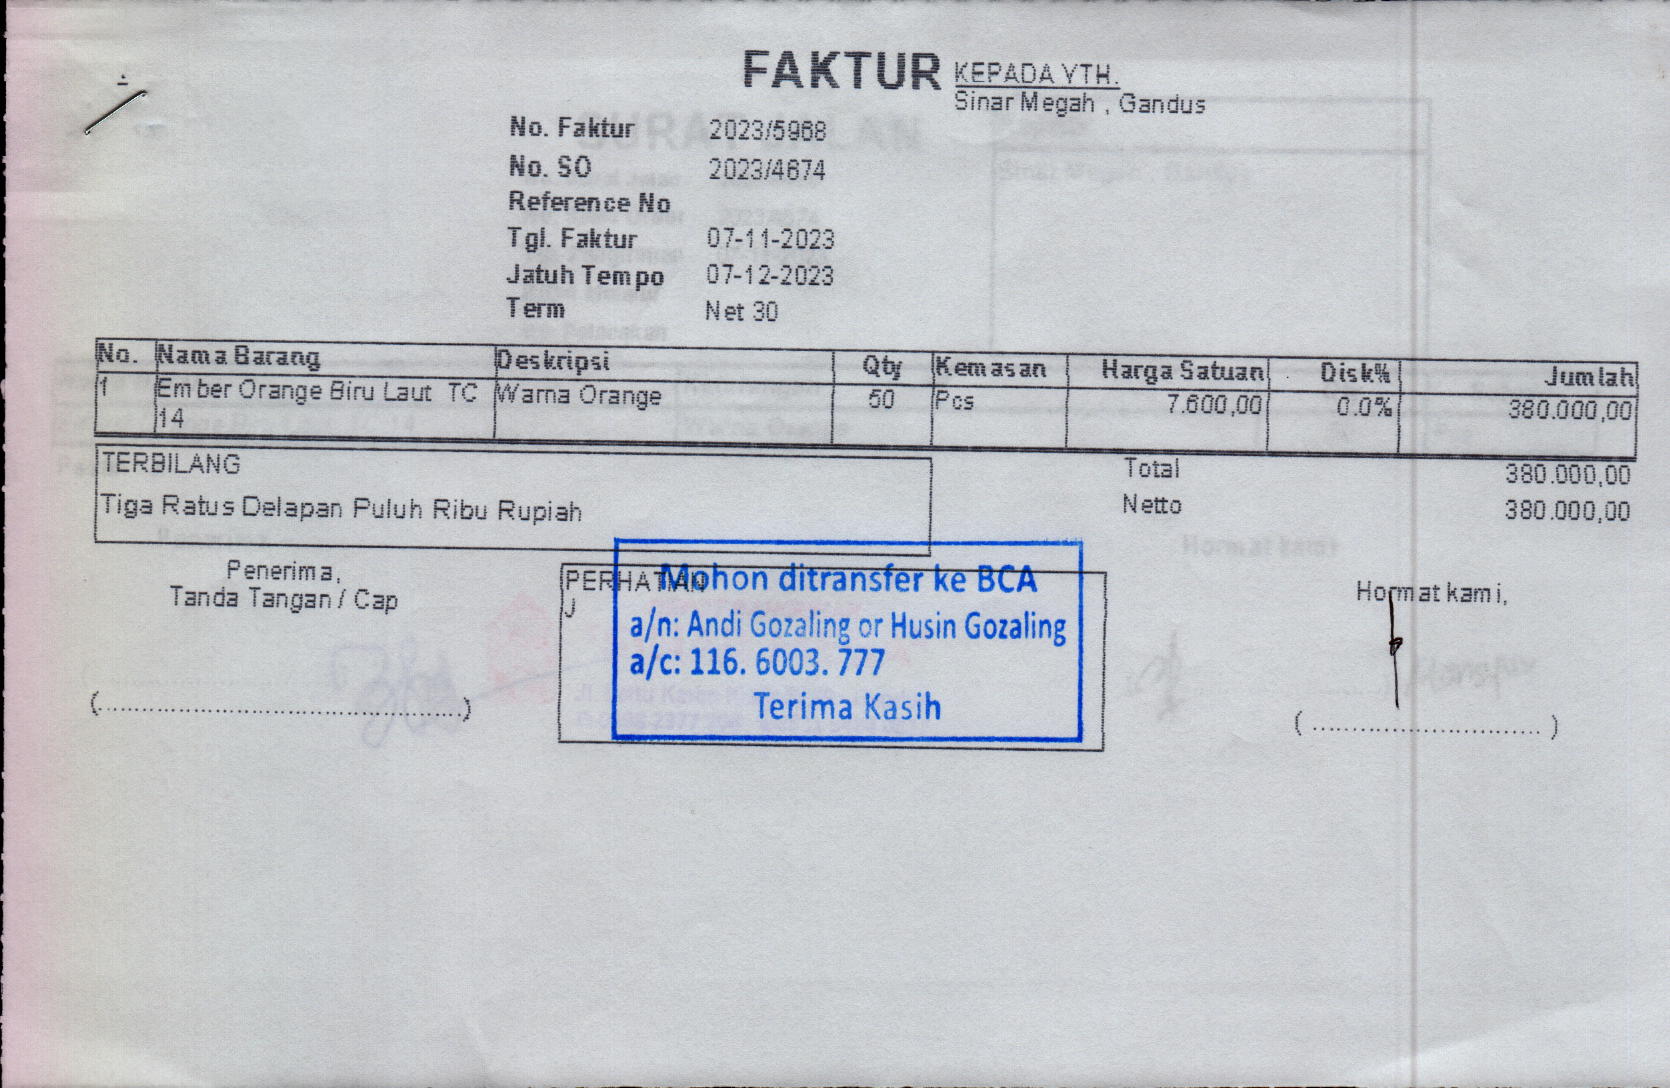 FAKTUR
KEPADA YTH.
Sinar Megah , Gandus
No. Faktur 2023/5968
No. SO 2023/4674
Reference No
Tgl. Faktur 07-11-2023
Jatuh Tempo 07-12-2023
Term Net 30
No. Nama Barang Deskripsi Qty Kemasan Harga Satuan Disk% Jumlah
1 Ember Orange Biru Laut TC 14 Warna Orange 50 Pcs 7.600,00 0.0% 380.000,00
TERBILANG
Tiga Ratus Delapan Puluh Ribu Rupiah
Total 380.000,00
Netto 380.000,00
Penerima,
Tanda Tangan / Cap
(................................................)
PERHATIAN
J
Mohon ditransfer ke BCA
a/n: Andi Gozaling or Husin Gozaling
a/c: 116. 6003. 777
Terima Kasih
Hormat kami,
( ............................. )